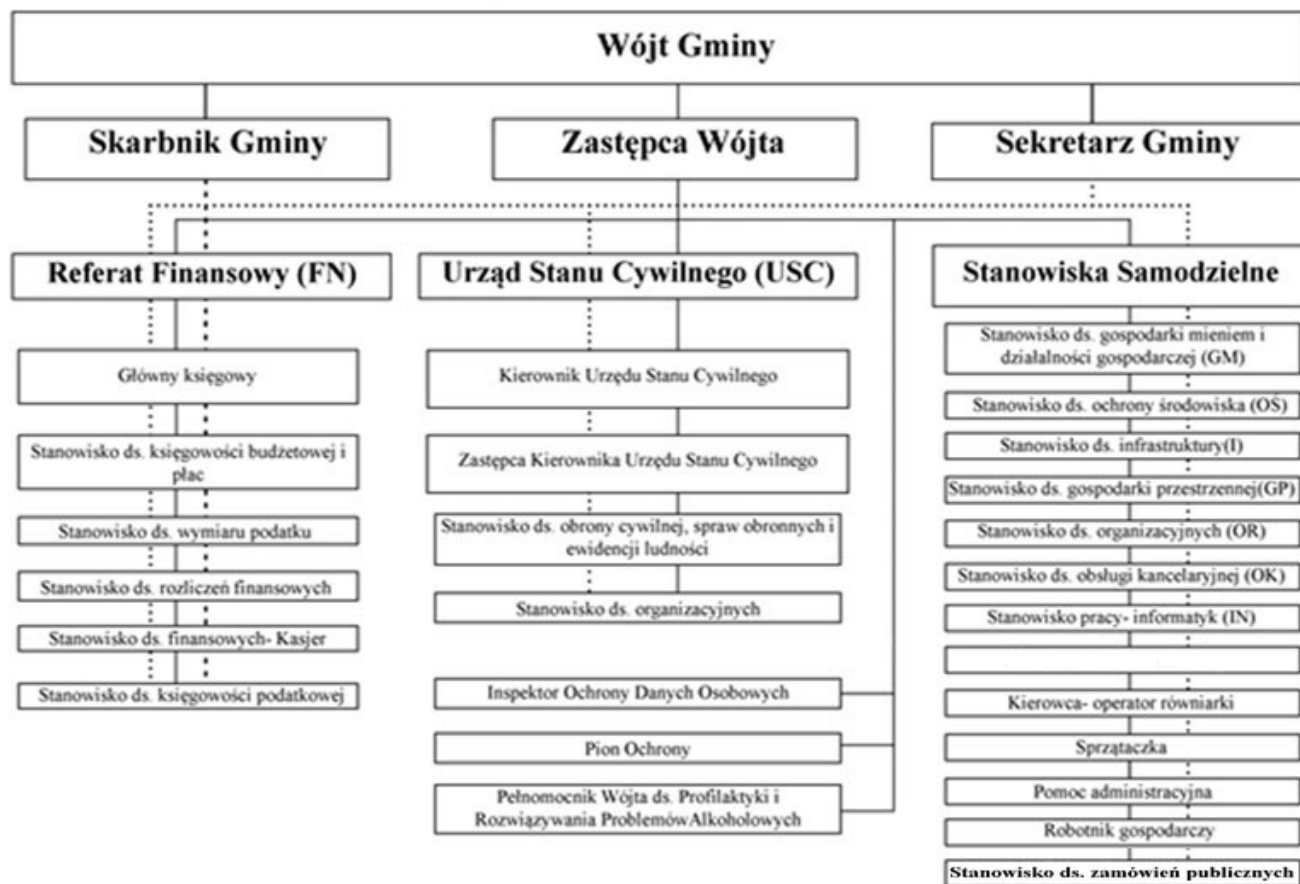 Wójt Gminy
Skarbnik Gminy
Zastępca Wójta
Sekretarz Gminy
Referat Finansowy (FN)
Główny księgowy
Stanowisko ds. księgowości budżetowej i
płac
Stanowisko ds. wymiaru podatku
Stanowisko ds. rozliczeń finansowych
Stanowisko ds. finansowych- Kasjer
Stanowisko ds. księgowości podatkowej
Urząd Stanu Cywilnego (USC)
Kierownik Urzędu Stanu Cywilnego
Zastępca Kierownika Urzędu Stanu Cywilnego
Stanowisko ds. obrony cywilnej, spraw obronnych i
ewidencji ludności
Stanowisko ds. organizacyjnych
Inspektor Ochrony Danych Osobowych
Pion Ochrony
Pełnomocnik Wójta ds. Profilaktyki i
Rozwiązywania ProblemówAlkoholowych
Stanowiska Samodzielne
Stanowisko ds. gospodarki mieniem i
działalności gospodarczej (GM)
Stanowisko ds. ochrony środowiska (OŚ)
Stanowisko ds. infrastruktury(I)
Stanowisko ds. gospodarki przestrzennej(GP)
Stanowisko ds. organizacyjnych (OR)
Stanowisko ds. obsługi kancelaryjnej (OK)
Stanowisko pracy- informatyk (IN)
Kierowca- operator równiarki
Sprzątaczka
Pomoc administracyjna
Robotnik gospodarczy
Stanowisko ds. zamówień publicznych